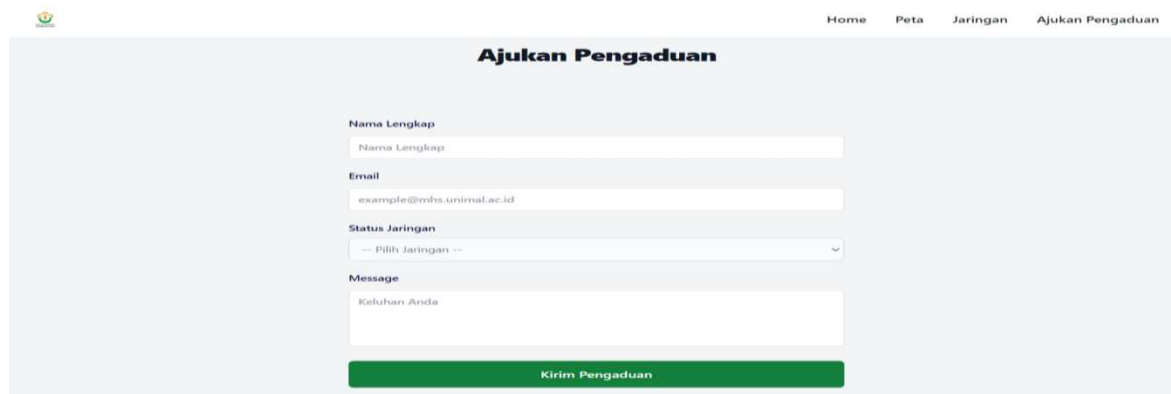 Home Peta Jaringan Ajukan Pengaduan
Ajukan Pengaduan
Nama Lengkap
Nama Lengkap
Email
example@mhs.unimal.ac.id
Status Jaringan
-- Pilih Jaringan --
Message
Keluhan Anda
Kirim Pengaduan